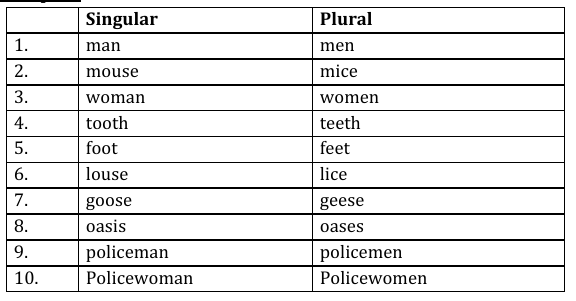 Singular Plural
1. man men
2. mouse mice
3. woman women
4. tooth teeth
5. foot feet
6. louse lice
7. goose geese
8. oasis oases
9. policeman policemen
10. Policewoman Policewomen